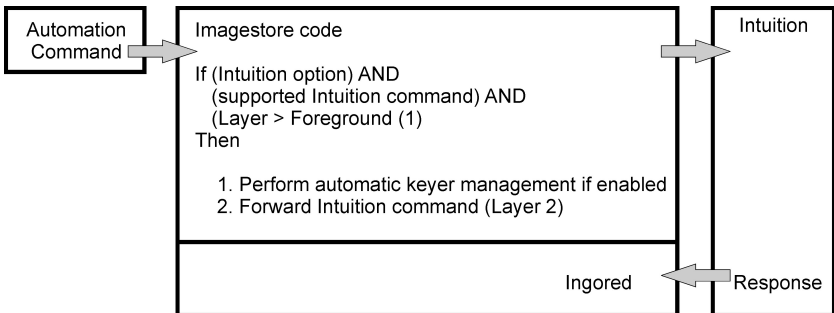 Automation
Command
Imagestore code
If (Intuition option) AND
(supported Intuition command) AND
(Layer > Foreground (1)
Then
1. Perform automatic keyer management if enabled
2. Forward Intuition command (Layer 2)
Intuition
Ingored
Response